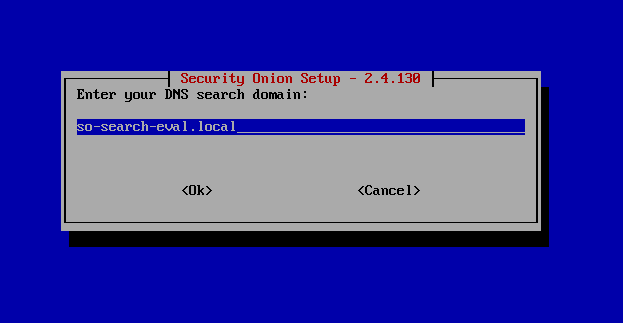 Security Onion Setup - 2.4.130
Enter your DNS search domain:
so-search-eval.local
<Ok> <Cancel>